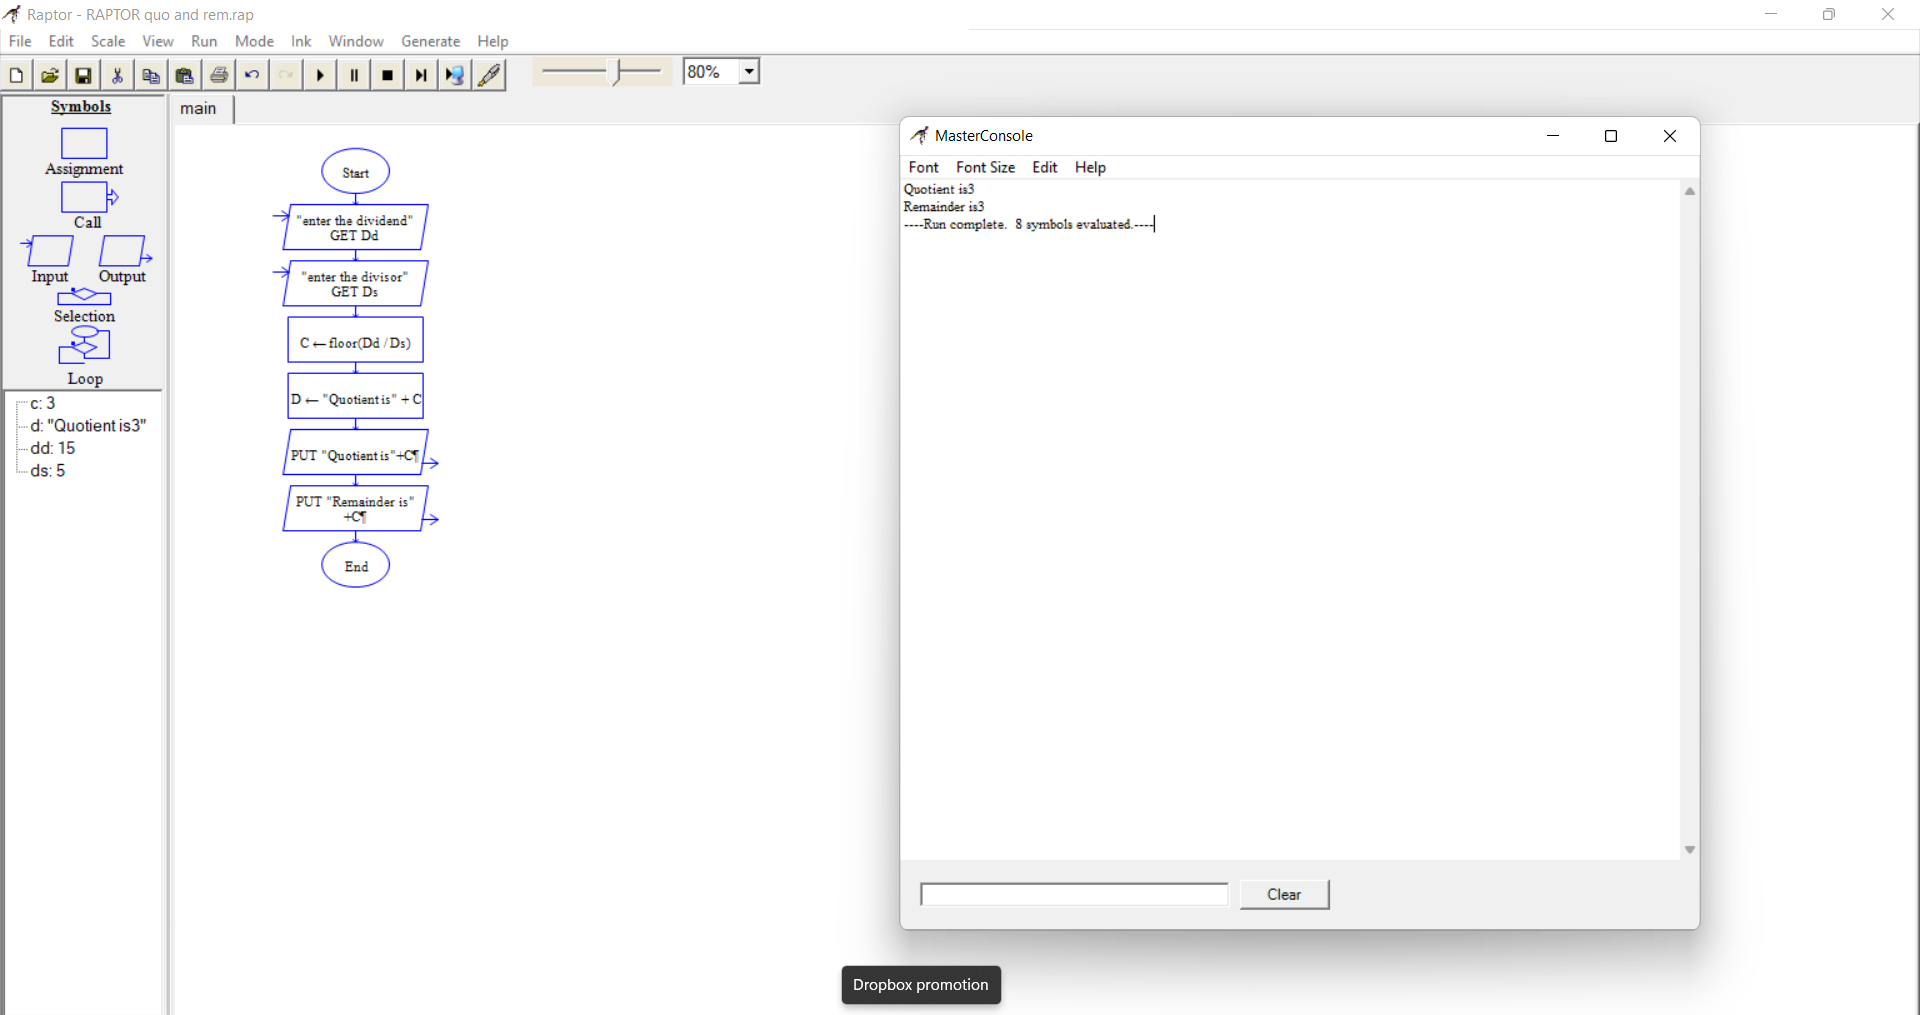 Raptor - RAPTOR quo and rem.rap
File Edit Scale View Run Mode Ink Window Generate Help
80%
Symbols
Assignment
Call
Input Output
Selection
Loop
c: 3
d: "Quotient is3"
dd: 15
ds: 5
main
Start
"enter the dividend"
GET Dd
"enter the divisor"
GET Ds
C ← floor(Dd / Ds)
D ← "Quotient is" + C
PUT "Quotient is"+C¶
PUT "Remainder is"
+C¶
End
MasterConsole
Font Font Size Edit Help
Quotient is3
Remainder is3
----Run complete. 8 symbols evaluated.----
Clear
Dropbox promotion